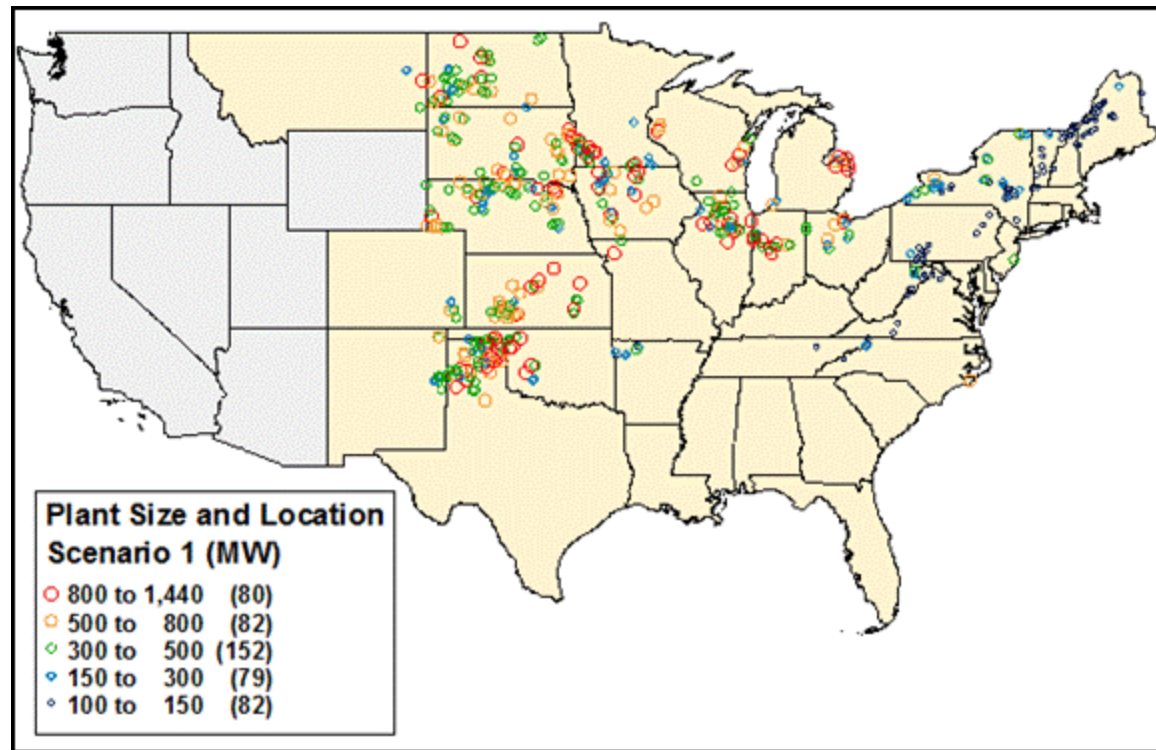 Plant Size and Location
Scenario 1 (MW)
800 to 1,440 (80)
500 to 800 (82)
300 to 500 (152)
150 to 300 (79)
100 to 150 (82)